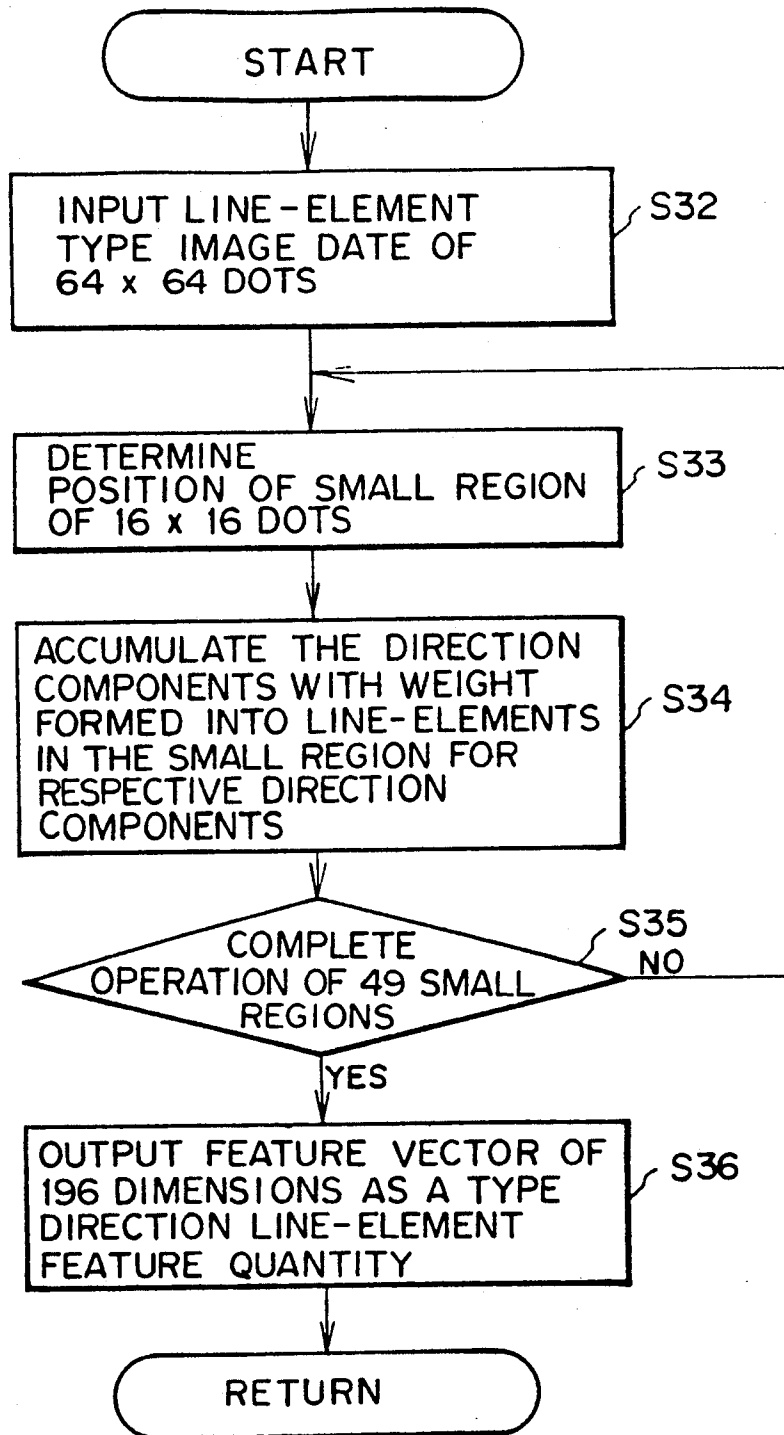 START
INPUT LINE-ELEMENT
TYPE IMAGE DATE OF
64 x 64 DOTS
S32
DETERMINE
POSITION OF SMALL REGION
OF 16 x 16 DOTS
S33
ACCUMULATE THE DIRECTION
COMPONENTS WITH WEIGHT
FORMED INTO LINE-ELEMENTS
IN THE SMALL REGION FOR
RESPECTIVE DIRECTION
COMPONENTS
S34
COMPLETE
OPERATION OF 49 SMALL
REGIONS
S35
NO
YES
OUTPUT FEATURE VECTOR OF
196 DIMENSIONS AS A TYPE
DIRECTION LINE-ELEMENT
FEATURE QUANTITY
S36
RETURN